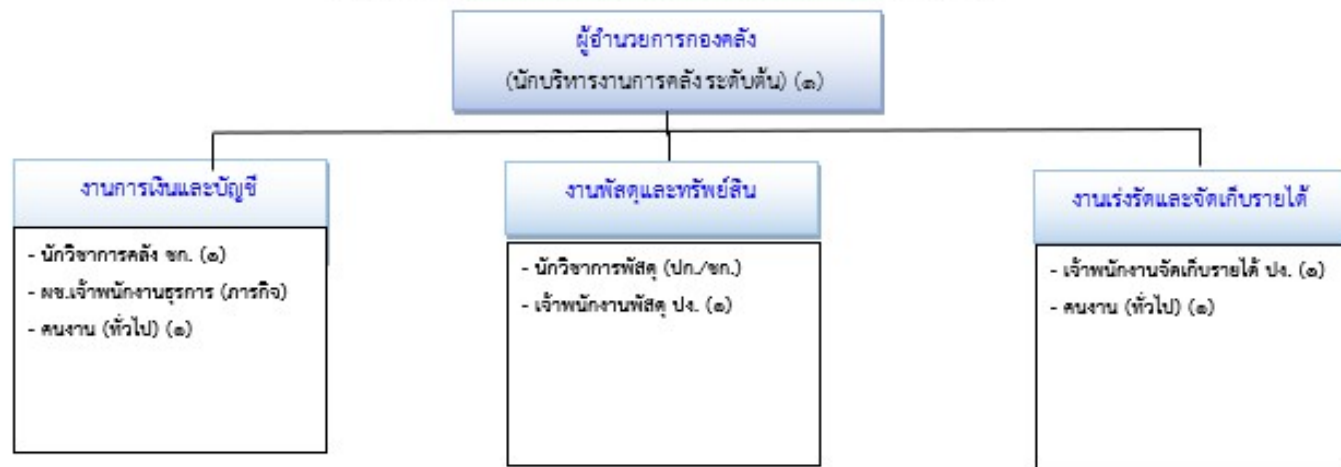 ผู้อำนวยการกองคลัง
(นักบริหารงานการคลัง ระดับต้น) (๑)
งานการเงินและบัญชี
- นักวิชาการคลัง ชก. (๑)
- ผช.เจ้าพนักงานธุรการ (ภารกิจ)
- คนงาน (ทั่วไป) (๑)
งานพัสดุและทรัพย์สิน
- นักวิชาการพัสดุ (ปก./ชก.)
- เจ้าพนักงานพัสดุ ปง. (๑)
งานเร่งรัดและจัดเก็บรายได้
- เจ้าพนักงานจัดเก็บรายได้ ปง. (๑)
- คนงาน (ทั่วไป) (๑)